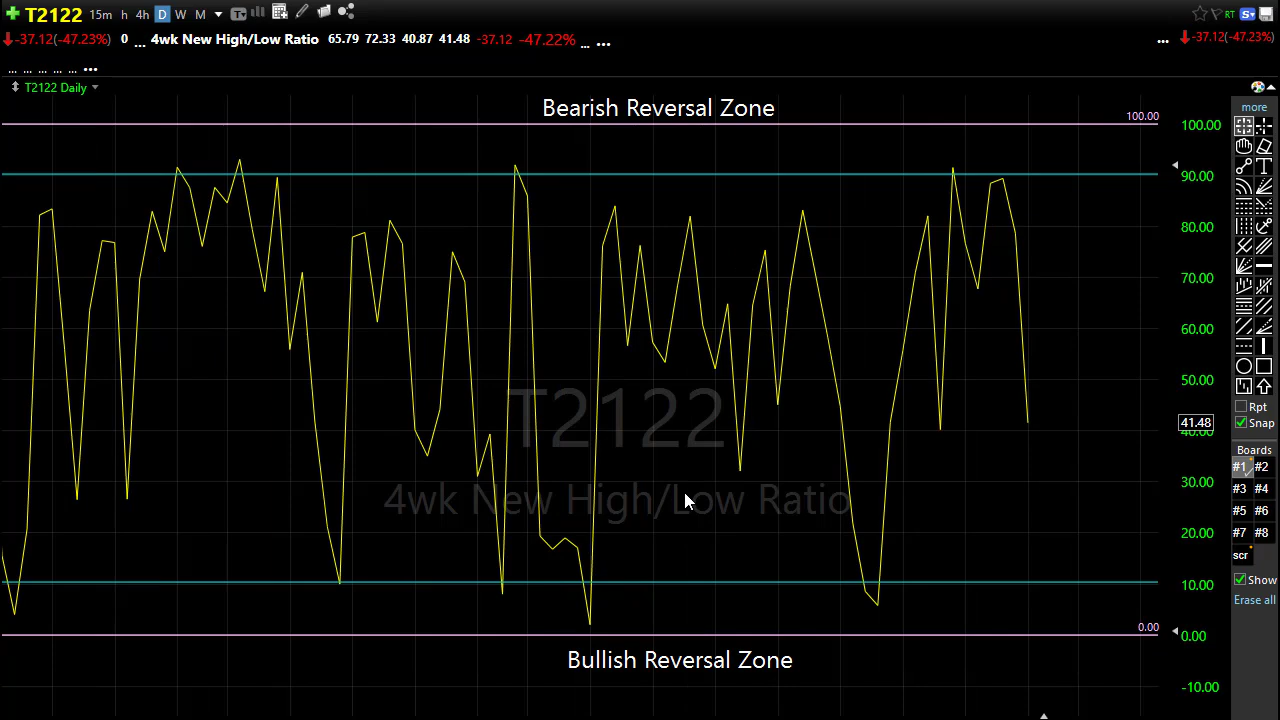 T2122 15m h 4h D W M
RT S
-37.12(-47.23%) 0 ... 4wk New High/Low Ratio 65.79 72.33 40.87 41.48 -37.12 -47.22% ... ...
... -37.12(-47.23%)
... ... ... ... ... ...
T2122 Daily
more
Bearish Reversal Zone
100.00
100.00
90.00
80.00
70.00
60.00
50.00
41.48
40.00
30.00
20.00
10.00
0.00
0.00
-10.00
T2122
4wk New High/Low Ratio
Bullish Reversal Zone
Rpt
Snap
Boards
#1 #2
#3 #4
#5 #6
#7 #8
scr
Show
Erase all